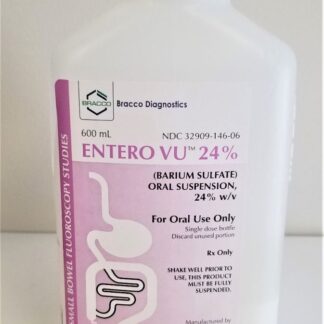 BRACCO
Bracco Diagnostics
600 mL
NDC 32909-146-06
ENTERO VU™ 24%
(BARIUM SULFATE)
ORAL SUSPENSION,
24% w/v
For Oral Use Only
Single dose bottle
Discard unused portion
Rx Only
SHAKE WELL PRIOR TO
USE, THIS PRODUCT
MUST BE FULLY
SUSPENDED.
Manufactured by
SMALL BOWEL FLUOROSCOPY STUDIES